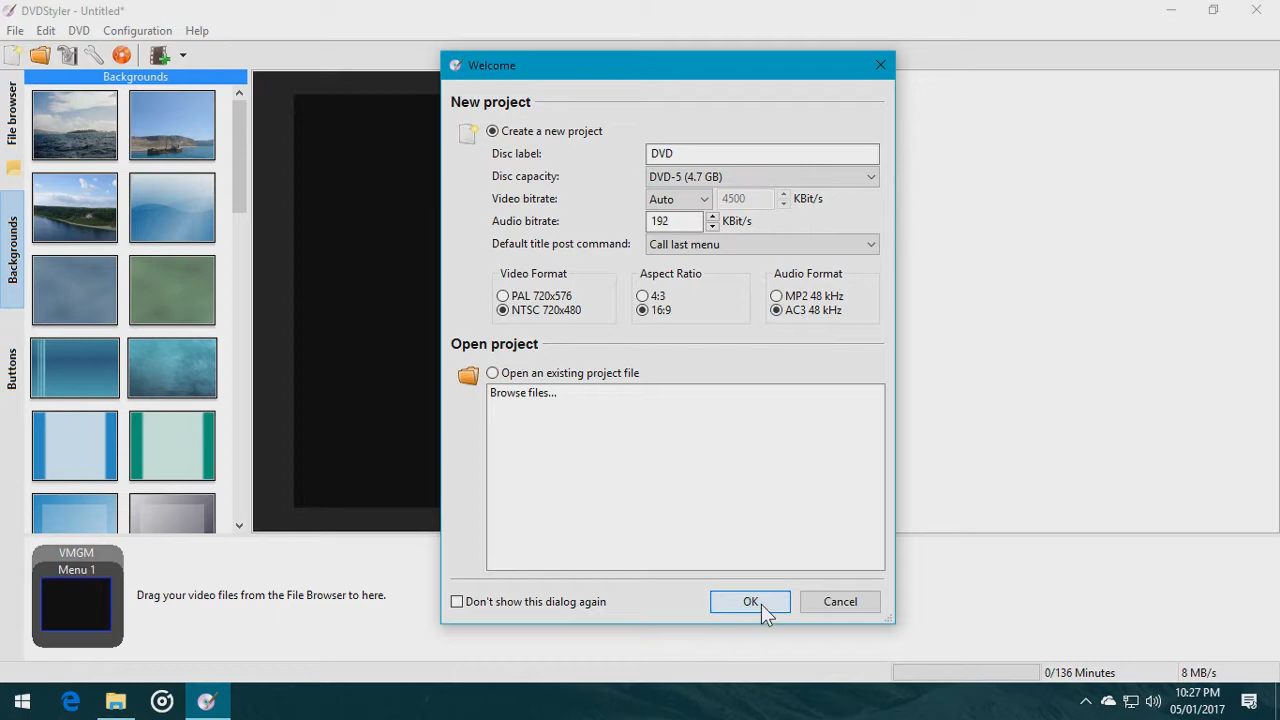 DVDStyler - Untitled*
File Edit DVD Configuration Help
Backgrounds
File browser
Backgrounds
Buttons
Welcome
New project
Create a new project
Disc label: DVD
Disc capacity: DVD-5 (4.7 GB)
Video bitrate: Auto 4500 KBit/s
Audio bitrate: 192 KBit/s
Default title post command: Call last menu
Video Format Aspect Ratio Audio Format
PAL 720x576 4:3 MP2 48 kHz
NTSC 720x480 16:9 AC3 48 kHz
Open project
Open an existing project file
Browse files...
Don't show this dialog again OK Cancel
VMGM
Menu 1
Drag your video files from the File Browser to here.
0/136 Minutes 8 MB/s
10:27 PM
05/01/2017